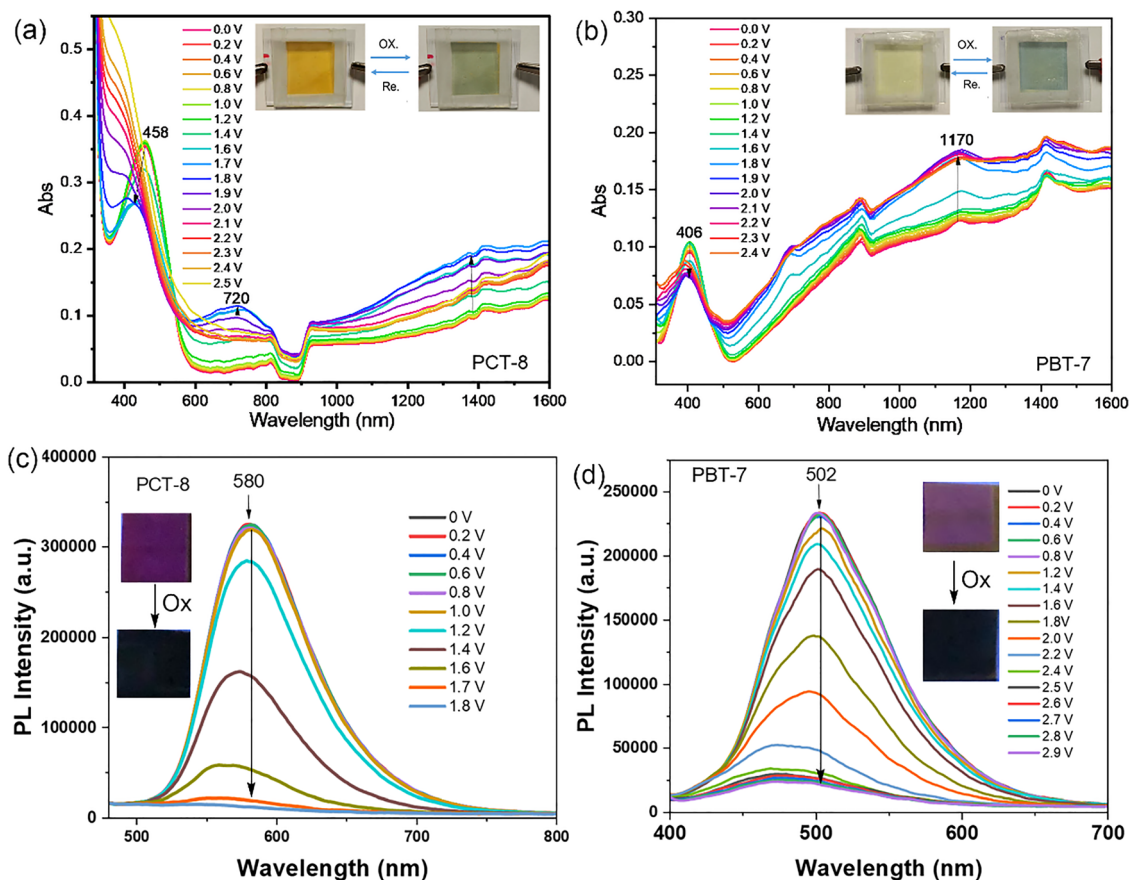 (a)
0.5
0.4
0.3
0.2
0.1
0.0
Abs
400 600 800 1000 1200 1400 1600
Wavelength (nm)
0.0 V
0.2 V
0.4 V
0.6 V
0.8 V
1.0 V
1.2 V
1.4 V
1.6 V
1.7 V
1.8 V
1.9 V
2.0 V
2.1 V
2.2 V
2.3 V
2.4 V
2.5 V
458
720
OX.
Re.
PCT-8
(b)
0.30
0.25
0.20
0.15
0.10
0.05
0.00
Abs
400 600 800 1000 1200 1400 1600
Wavelength (nm)
0.0 V
0.2 V
0.4 V
0.6 V
0.8 V
1.0 V
1.2 V
1.4 V
1.6 V
1.8 V
1.9 V
2.0 V
2.1 V
2.2 V
2.3 V
2.4 V
406
1170
OX.
Re.
PBT-7
(c)
400000
300000
200000
100000
0
PL Intensity (a.u.)
500 600 700 800
Wavelength (nm)
PCT-8
580
Ox
0 V
0.2 V
0.4 V
0.6 V
0.8 V
1.0 V
1.2 V
1.4 V
1.6 V
1.7 V
1.8 V
(d)
250000
200000
150000
100000
50000
0
PL Intensity (a.u.)
400 500 600 700
Wavelength (nm)
PBT-7
502
Ox
0 V
0.2 V
0.4 V
0.6 V
0.8 V
1.2 V
1.4 V
1.6 V
1.8V
2.0 V
2.2 V
2.4 V
2.5 V
2.6 V
2.7 V
2.8 V
2.9 V